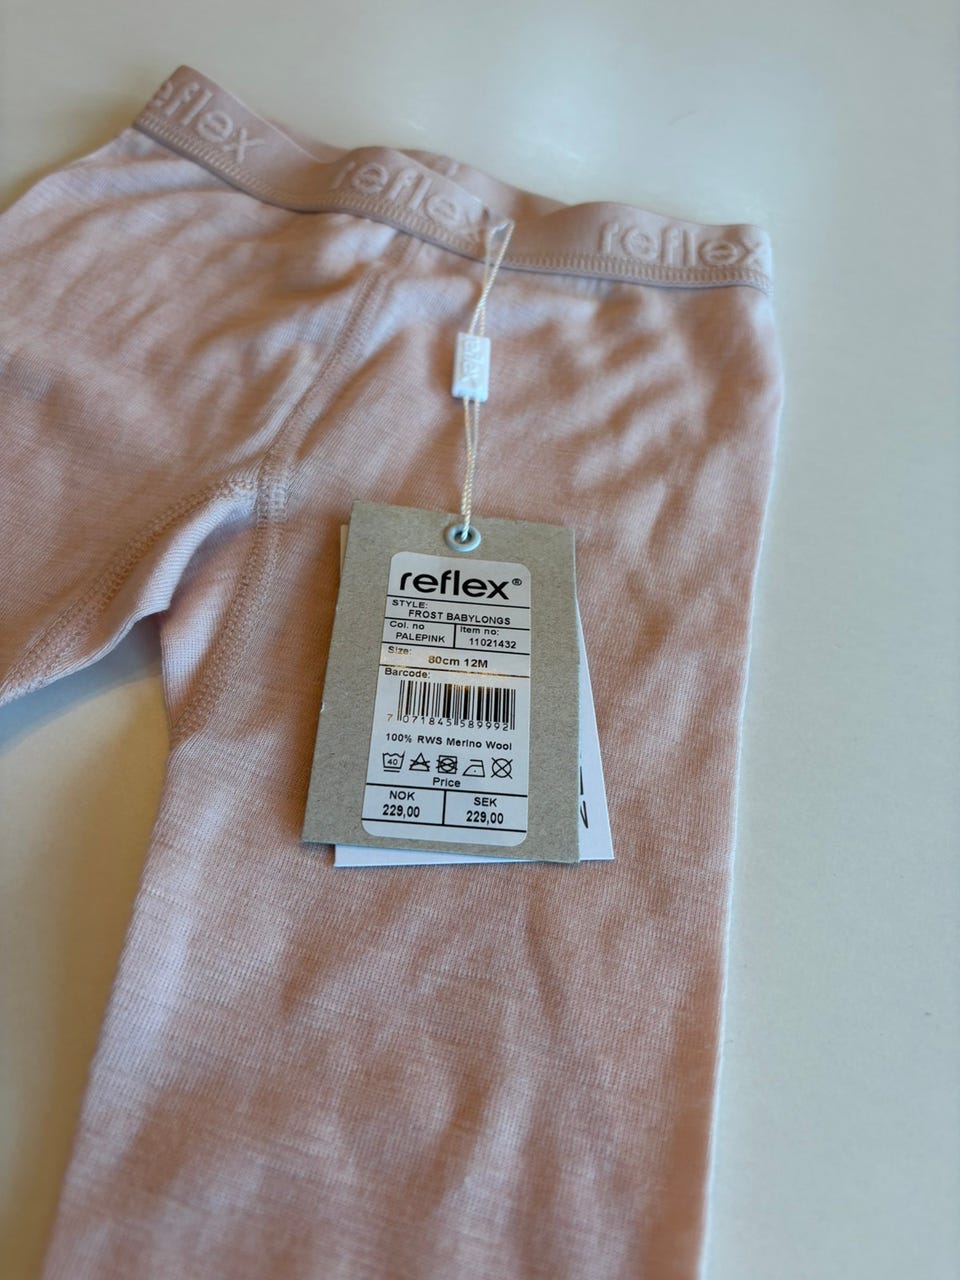 reflex
reflex
reflex
reflex®
STYLE:
FROST BABYLONGS
Col. no Item no:
PALEPINK 11021432
Size: 80cm 12M
Barcode:
7 071845 589992
100% RWS Merino Wool
40
Price
NOK SEK
229,00 229,00